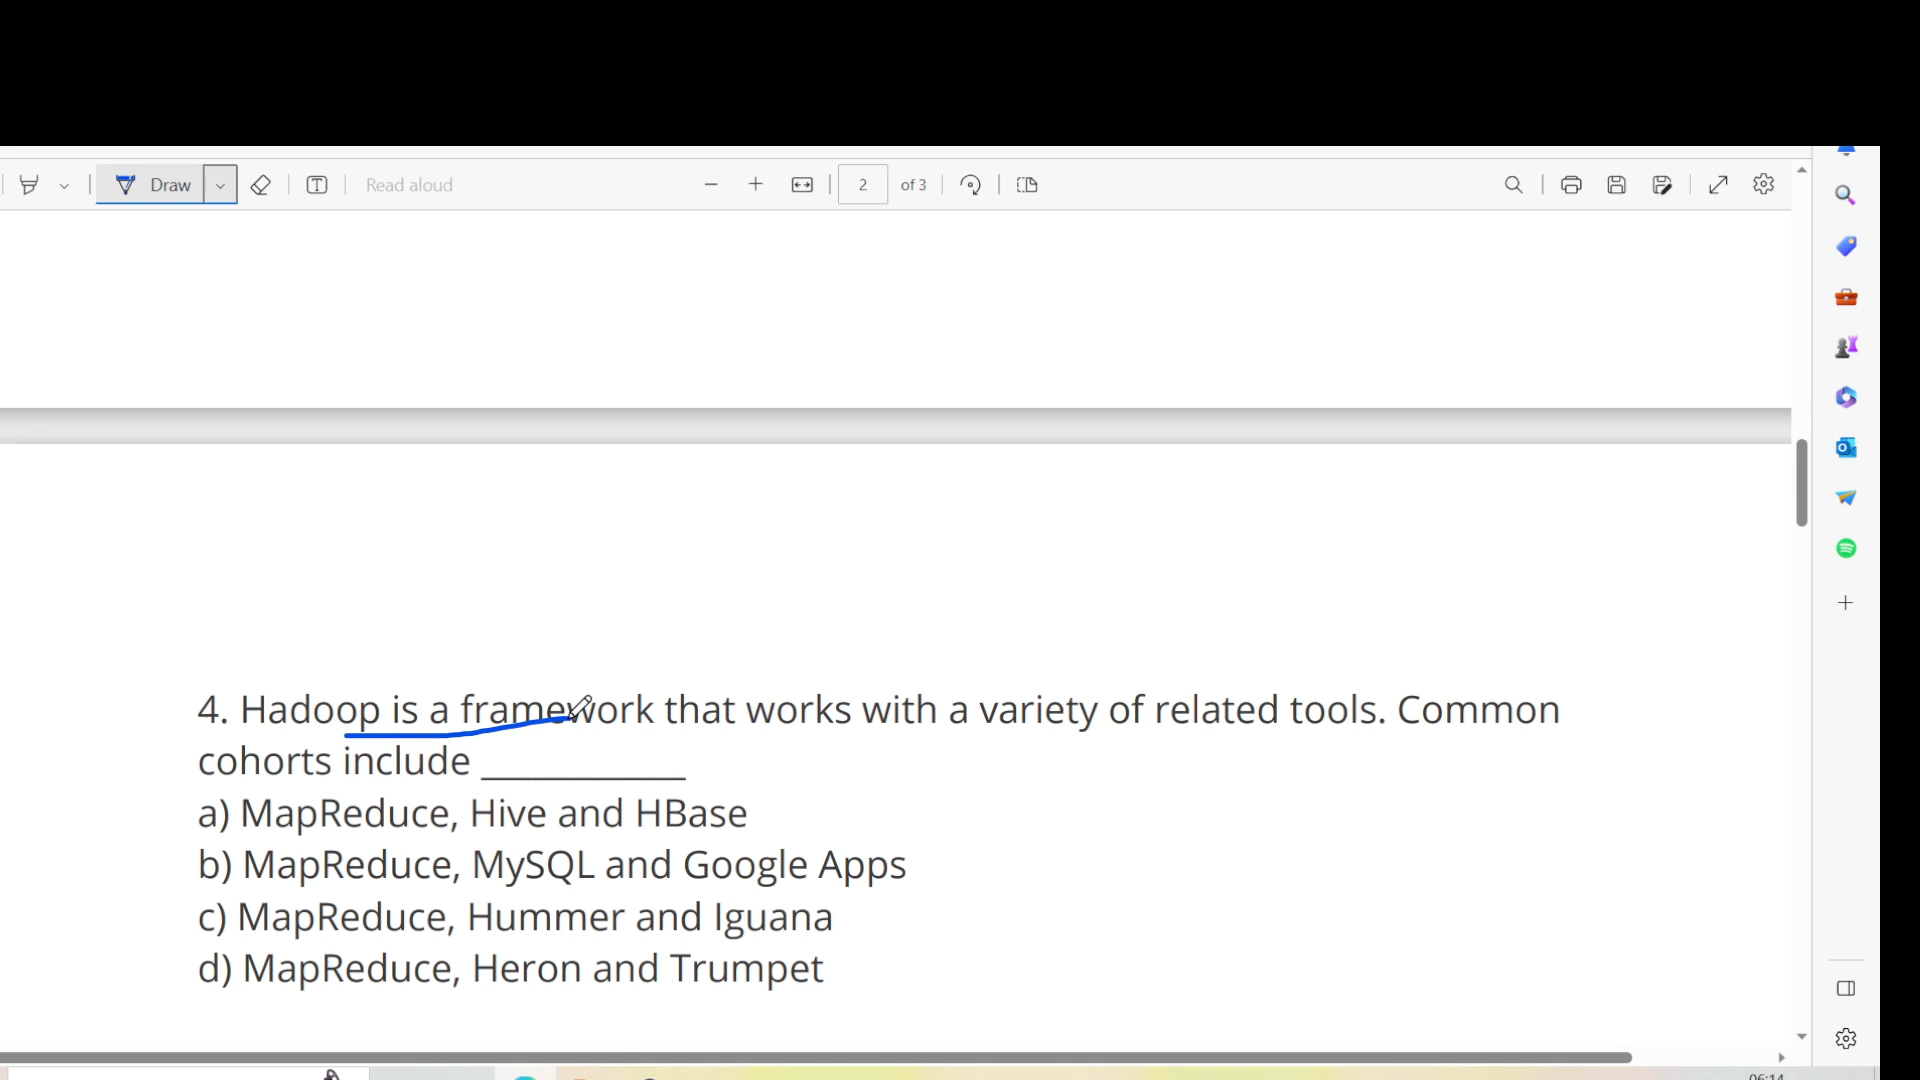 Draw
Read aloud
2
of 3
4. Hadoop is a framework that works with a variety of related tools. Common
cohorts include ____________
a) MapReduce, Hive and HBase
b) MapReduce, MySQL and Google Apps
c) MapReduce, Hummer and Iguana
d) MapReduce, Heron and Trumpet
06:14